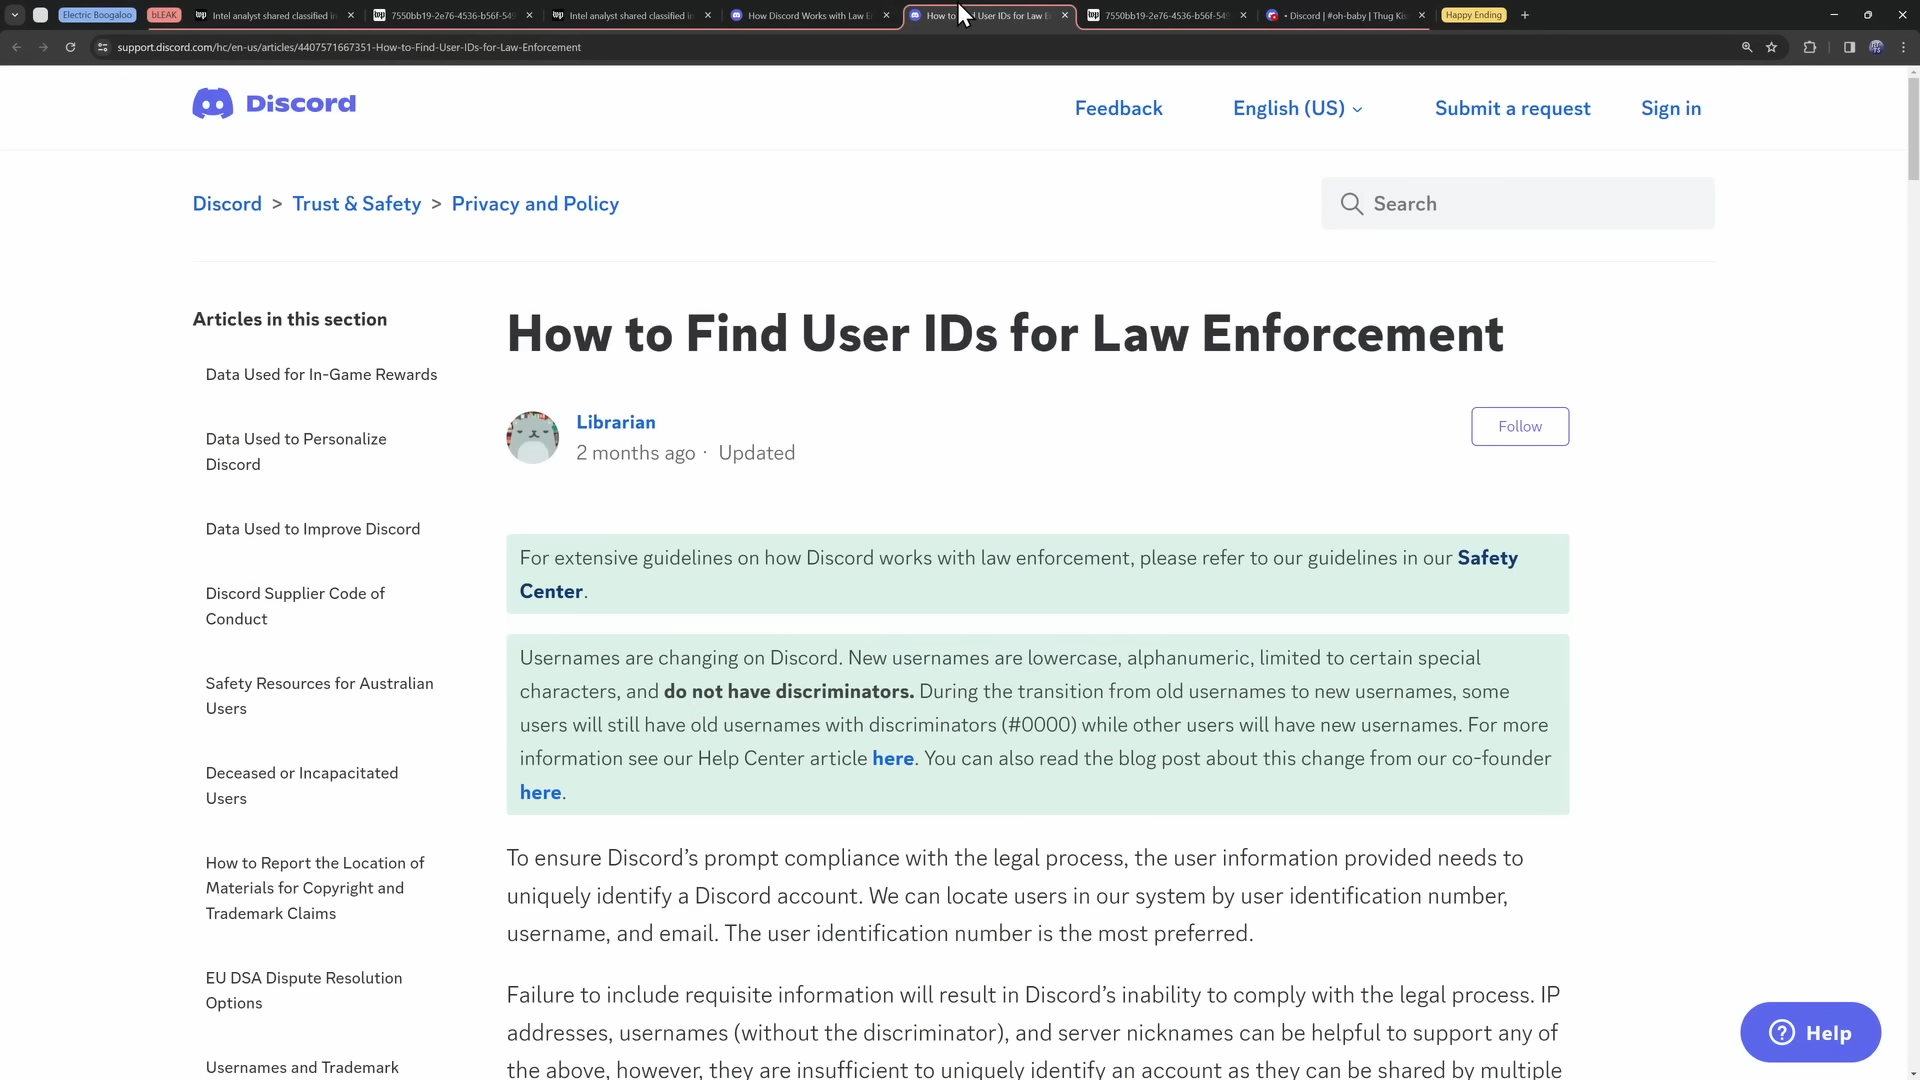 Electric Boogaloo
bLEAK
Intel analyst shared classified in
7550bb19-2e76-4536-b56f-549
Intel analyst shared classified in
How Discord Works with Law E
How to User IDs for Law E
7550bb19-2e76-4536-b56f-549
• Discord | #oh-baby | Thug Ki
Happy Ending
support.discord.com/hc/en-us/articles/4407571667351-How-to-Find-User-IDs-for-Law-Enforcement
Discord
Feedback
English (US)
Submit a request
Sign in
Discord > Trust & Safety > Privacy and Policy
Search
Articles in this section
Data Used for In-Game Rewards
Data Used to Personalize
Discord
Data Used to Improve Discord
Discord Supplier Code of
Conduct
Safety Resources for Australian
Users
Deceased or Incapacitated
Users
How to Report the Location of
Materials for Copyright and
Trademark Claims
EU DSA Dispute Resolution
Options
Usernames and Trademark
How to Find User IDs for Law Enforcement
Librarian
2 months ago · Updated
Follow
For extensive guidelines on how Discord works with law enforcement, please refer to our guidelines in our Safety
Center.
Usernames are changing on Discord. New usernames are lowercase, alphanumeric, limited to certain special
characters, and do not have discriminators. During the transition from old usernames to new usernames, some
users will still have old usernames with discriminators (#0000) while other users will have new usernames. For more
information see our Help Center article here. You can also read the blog post about this change from our co-founder
here.
To ensure Discord’s prompt compliance with the legal process, the user information provided needs to
uniquely identify a Discord account. We can locate users in our system by user identification number,
username, and email. The user identification number is the most preferred.
Failure to include requisite information will result in Discord’s inability to comply with the legal process. IP
addresses, usernames (without the discriminator), and server nicknames can be helpful to support any of
the above, however, they are insufficient to uniquely identify an account as they can be shared by multiple
Help